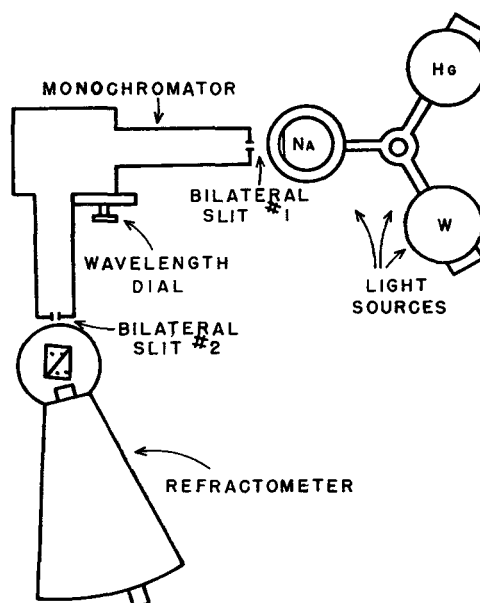 MONOCHROMATOR
Hg
NA
BILATERAL
SLIT #1
W
WAVELENGTH
DIAL
LIGHT
SOURCES
BILATERAL
SLIT #2
REFRACTOMETER